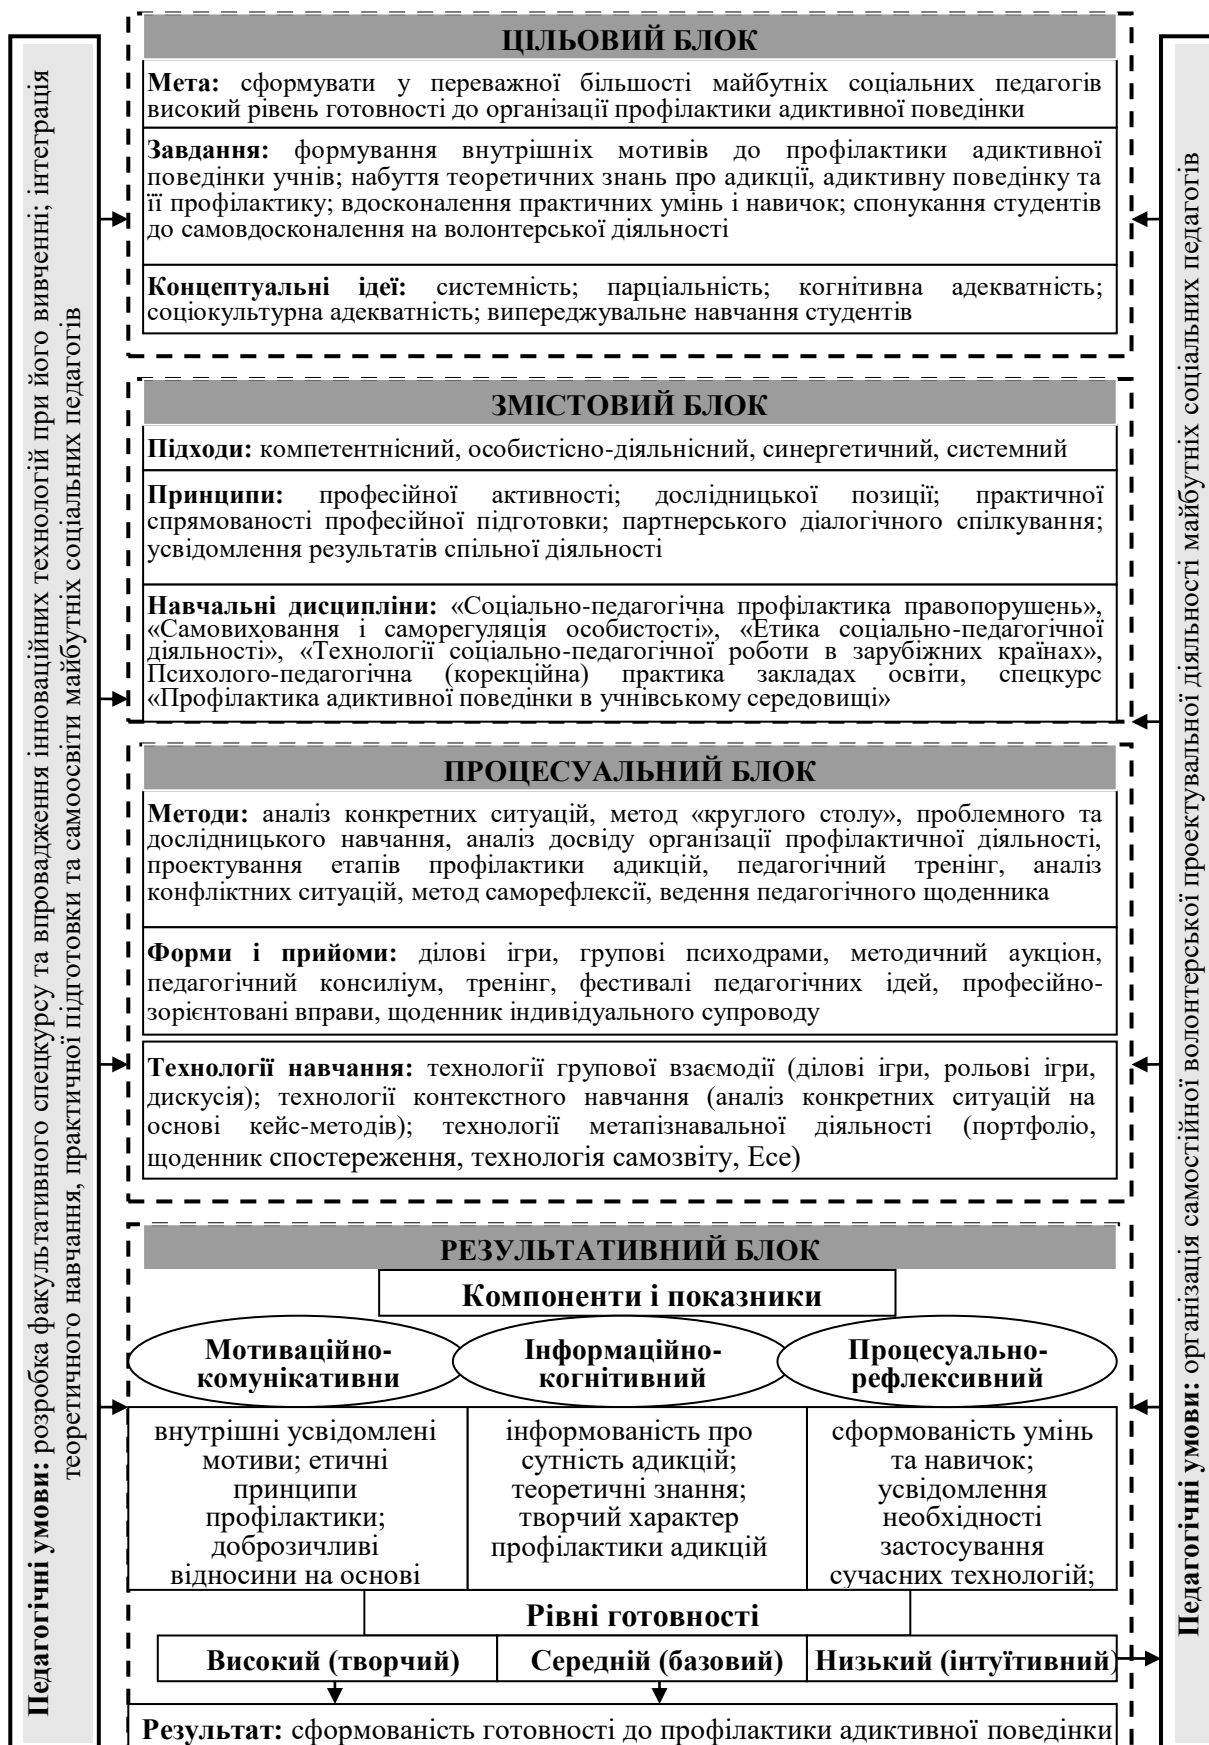 Педагогічні умови: розробка факультативного спецкурсу та впровадження інноваційних технологій при його вивченні; інтеграція
теоретичного навчання, практичної підготовки та самоосвіти майбутніх соціальних педагогів
ЦІЛЬОВИЙ БЛОК
Мета: сформувати у переважної більшості майбутніх соціальних педагогів
високий рівень готовності до організації профілактики адиктивної поведінки
Завдання: формування внутрішніх мотивів до профілактики адиктивної
поведінки учнів; набуття теоретичних знань про адикції, адиктивну поведінку та
її профілактику; вдосконалення практичних умінь і навичок; спонукання студентів
до самовдосконалення на волонтерської діяльності
Концептуальні ідеї: системність; парціальність; когнітивна адекватність;
соціокультурна адекватність; випереджувальне навчання студентів
ЗМІСТОВИЙ БЛОК
Підходи: компетентнісний, особистісно-діяльнісний, синергетичний, системний
Принципи: професійної активності; дослідницької позиції; практичної
спрямованості професійної підготовки; партнерського діалогічного спілкування;
усвідомлення результатів спільної діяльності
Навчальні дисципліни: «Соціально-педагогічна профілактика правопорушень»,
«Самовиховання і саморегуляція особистості», «Етика соціально-педагогічної
діяльності», «Технології соціально-педагогічної роботи в зарубіжних країнах»,
Психолого-педагогічна (корекційна) практика закладах освіти, спецкурс
«Профілактика адиктивної поведінки в учнівському середовищі»
ПРОЦЕСУАЛЬНИЙ БЛОК
Методи: аналіз конкретних ситуацій, метод «круглого столу», проблемного та
дослідницького навчання, аналіз досвіду організації профілактичної діяльності,
проектування етапів профілактики адикцій, педагогічний тренінг, аналіз
конфліктних ситуацій, метод саморефлексії, ведення педагогічного щоденника
Форми і прийоми: ділові ігри, групові психодрами, методичний аукціон,
педагогічний консиліум, тренінг, фестивалі педагогічних ідей, професійно-
зорієнтовані вправи, щоденник індивідуального супроводу
Технології навчання: технології групової взаємодії (ділові ігри, рольові ігри,
дискусія); технології контекстного навчання (аналіз конкретних ситуацій на
основі кейс-методів); технології метапізнавальної діяльності (портфоліо,
щоденник спостереження, технологія самозвіту, Есе)
РЕЗУЛЬТАТИВНИЙ БЛОК
Компоненти і показники
Мотиваційно-
комунікативни
Інформаційно-
когнітивний
Процесуально-
рефлексивний
внутрішні усвідомлені
мотиви; етичні
принципи
профілактики;
доброзичливі
відносини на основі
інформованість про
сутність адикцій;
теоретичні знання;
творчий характер
профілактики адикцій
сформованість умінь
та навичок;
усвідомлення
необхідності
застосування
сучасних технологій;
Рівні готовності
Високий (творчий)
Середній (базовий)
Низький (інтуїтивний)
Результат: сформованість готовності до профілактики адиктивної поведінки
Педагогічні умови: організація самостійної волонтерської проектувальної діяльності майбутніх соціальних педагогів